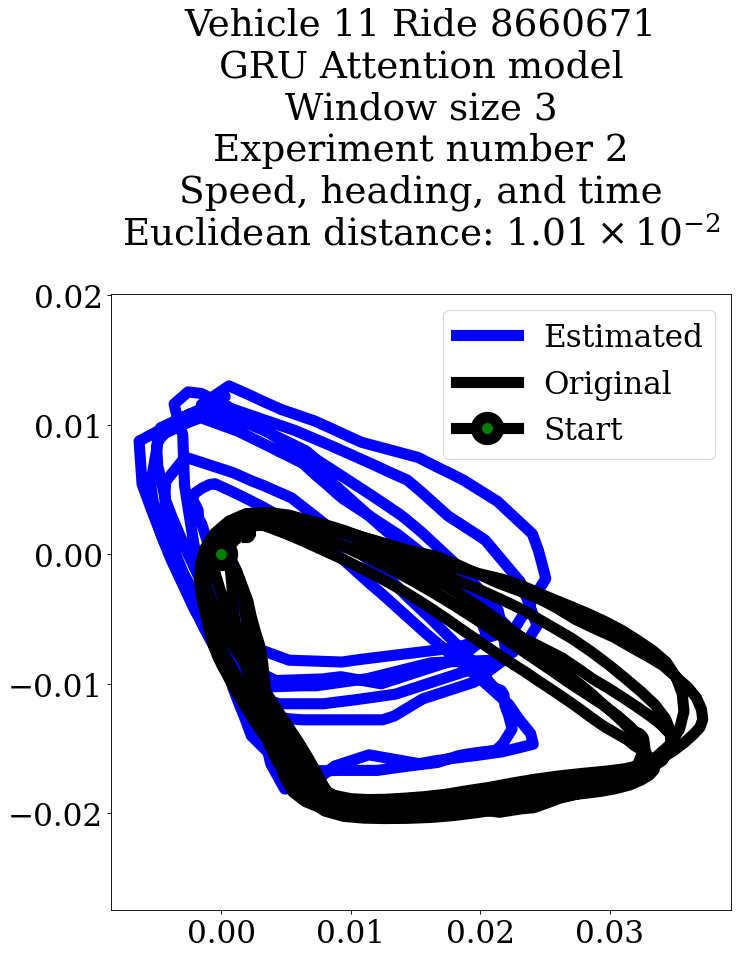 Vehicle 11 Ride 8660671
GRU Attention model
Window size 3
Experiment number 2
Speed, heading, and time
Euclidean distance: 1.01 × 10⁻²
0.02
0.01
0.00
−0.01
−0.02
Estimated
Original
Start
0.00 0.01 0.02 0.03